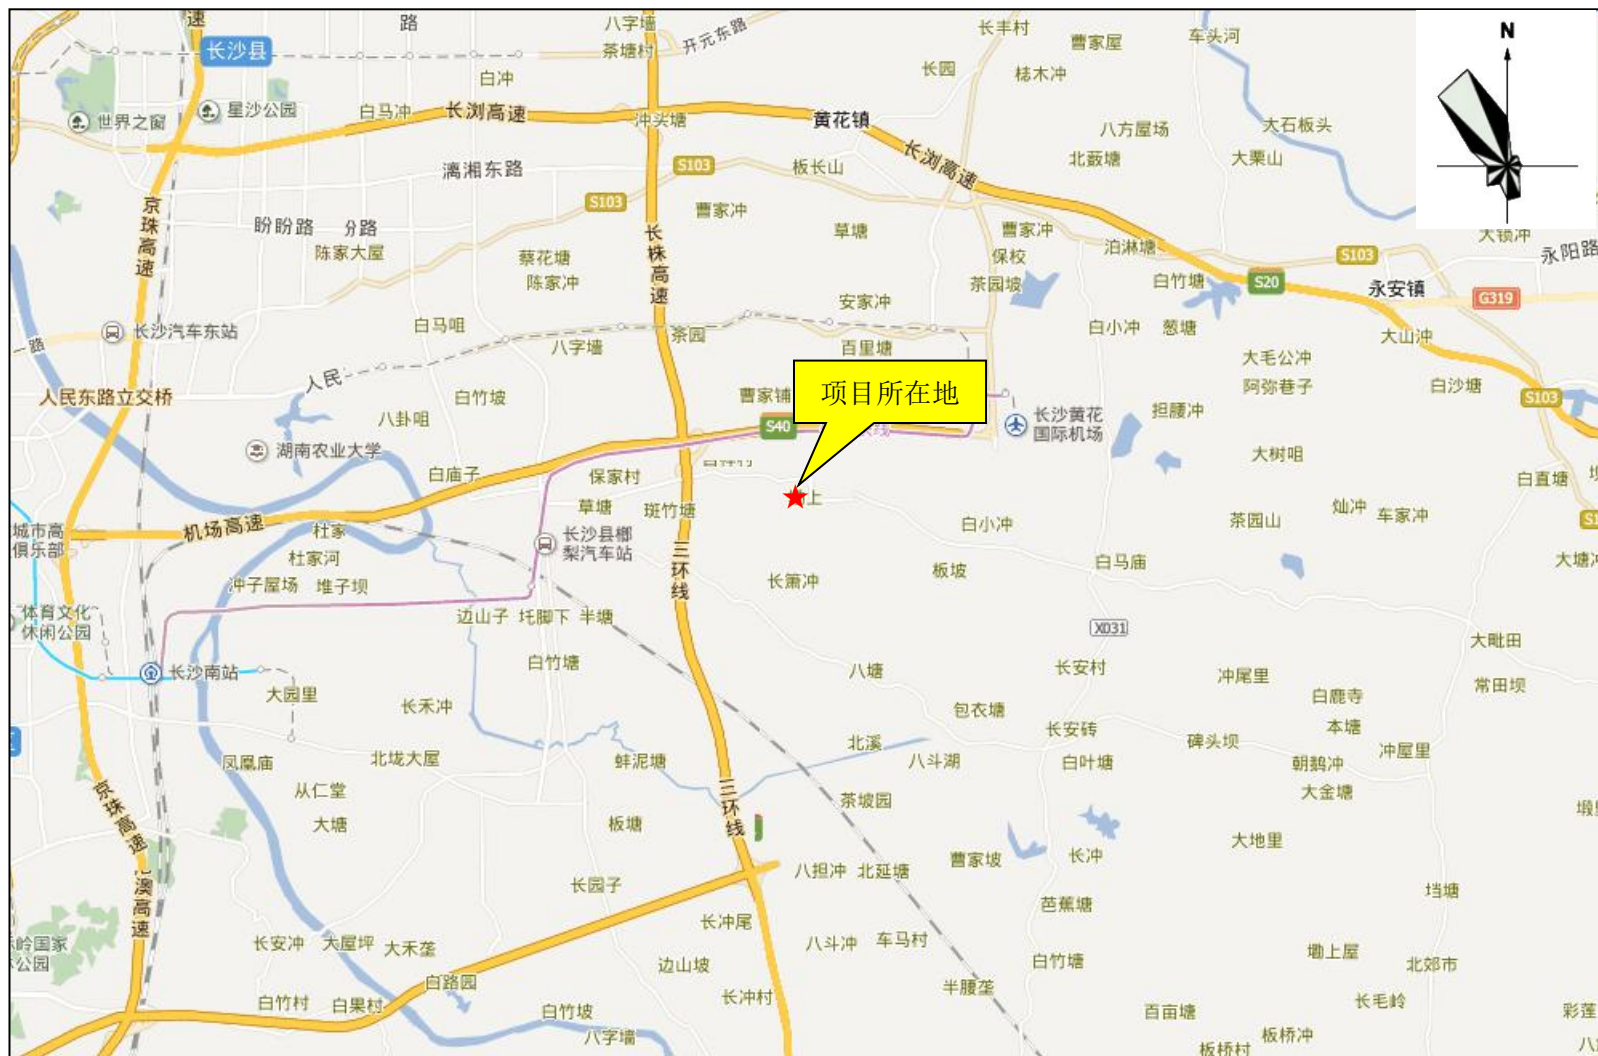 速
路
八字墙
长丰村
车头河
N
长沙县
茶塘村
开元东路
曹家屋
白冲
长园
梽木冲
世界之窗
星沙公园
白马冲
长浏高速
冲头塘
黄花镇
八方屋场
大石板头
漓湘东路
S103
板长山
长浏高速
北薮塘
大栗山
京珠高速
S103
曹家冲
盼盼路
分路
长株高速
草塘
曹家冲
泊淋塘
大锁冲
陈家大屋
蔡花塘
保校
S103
永阳路
陈家冲
茶园坡
白竹塘
S20
永安镇
G319
安家冲
长沙汽车东站
白马咀
茶园
白小冲
葱塘
大山冲
一路
八字墙
百里塘
大毛公冲
人民
项目所在地
阿弥巷子
白沙塘
人民东路立交桥
白竹坡
曹家铺
担腰冲
S103
八卦咀
S40
长沙黄花
国际机场
湖南农业大学
大树咀
白庙子
保家村
白直塘
草塘
斑竹塘
上
白小冲
茶园山
灿冲
车家冲
机场高速
杜家
城市高
俱乐部
长沙县榔
梨汽车站
杜家河
三环线
长箫冲
板坡
白马庙
大塘冲
冲子屋场
堆子坝
体育文化
休闲公园
边山子
圫脚下
半塘
X031
大毗田
长沙南站
白竹塘
八塘
长安村
冲尾里
常田坝
大园里
白鹿寺
长禾冲
包衣塘
长安砖
本塘
凤凰庙
北垅大屋
蚌泥塘
北溪
八斗湖
白叶塘
碑头坝
朝鹅冲
冲屋里
从仁堂
三环线
茶坡园
大金塘
京珠高速
大塘
板塘
大地里
曹家坡
长冲
澳高速
八担冲
北延塘
长园子
垱塘
芭蕉塘
长冲尾
岭国家
公园
长安冲
大屋坪
大禾垄
八斗冲
车马村
墈上屋
边山坡
白竹塘
北郊市
白路园
白竹村
白果村
长冲村
半腰垄
长毛岭
白竹坡
百亩塘
彩莲
八字墙
板桥冲
板桥村